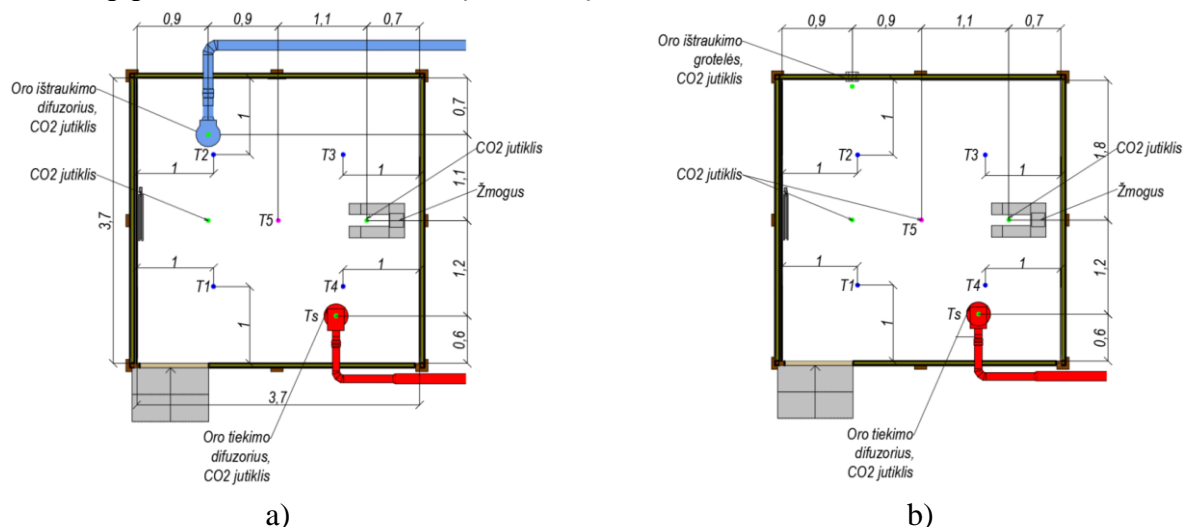 0,9
0,9
1,1
0,7
Oro ištraukimo
difuzorius,
CO2 jutiklis
1
0,7
T2
T3
CO2 jutiklis
1,1
CO2 jutiklis
1
1
Žmogus
3,7
T5
1
1
1,2
T1
T4
1
Ts
0,6
3,7
Oro tiekimo
difuzorius,
CO2 jutiklis
a)
0,9
0,9
1,1
0,7
Oro ištraukimo
grotelės,
CO2 jutiklis
1
1,8
T2
T3
CO2 jutiklis
CO2 jutiklis
1
1
Žmogus
T5
1
1
1,2
T1
T4
1
Ts
0,6
Oro tiekimo
difuzorius,
CO2 jutiklis
b)